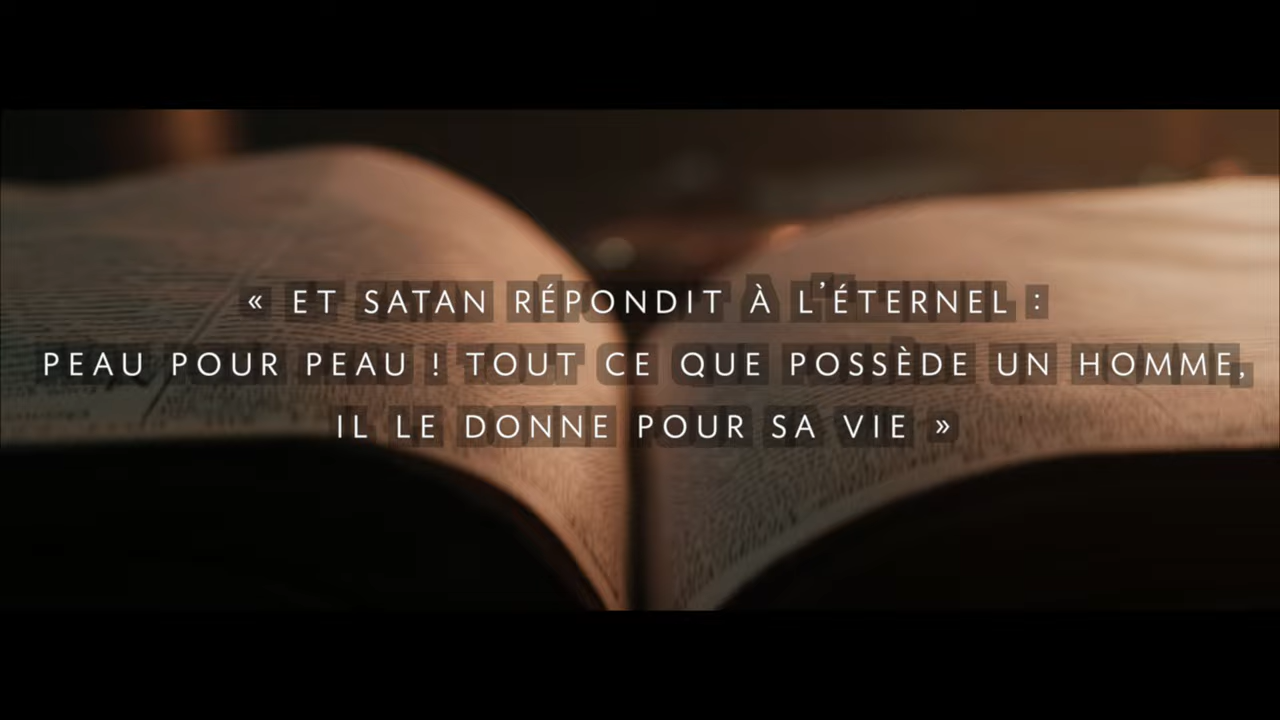 « ET SATAN RÉPONDIT À L’ÉTERNEL :
PEAU POUR PEAU ! TOUT CE QUE POSSÈDE UN HOMME,
IL LE DONNE POUR SA VIE »